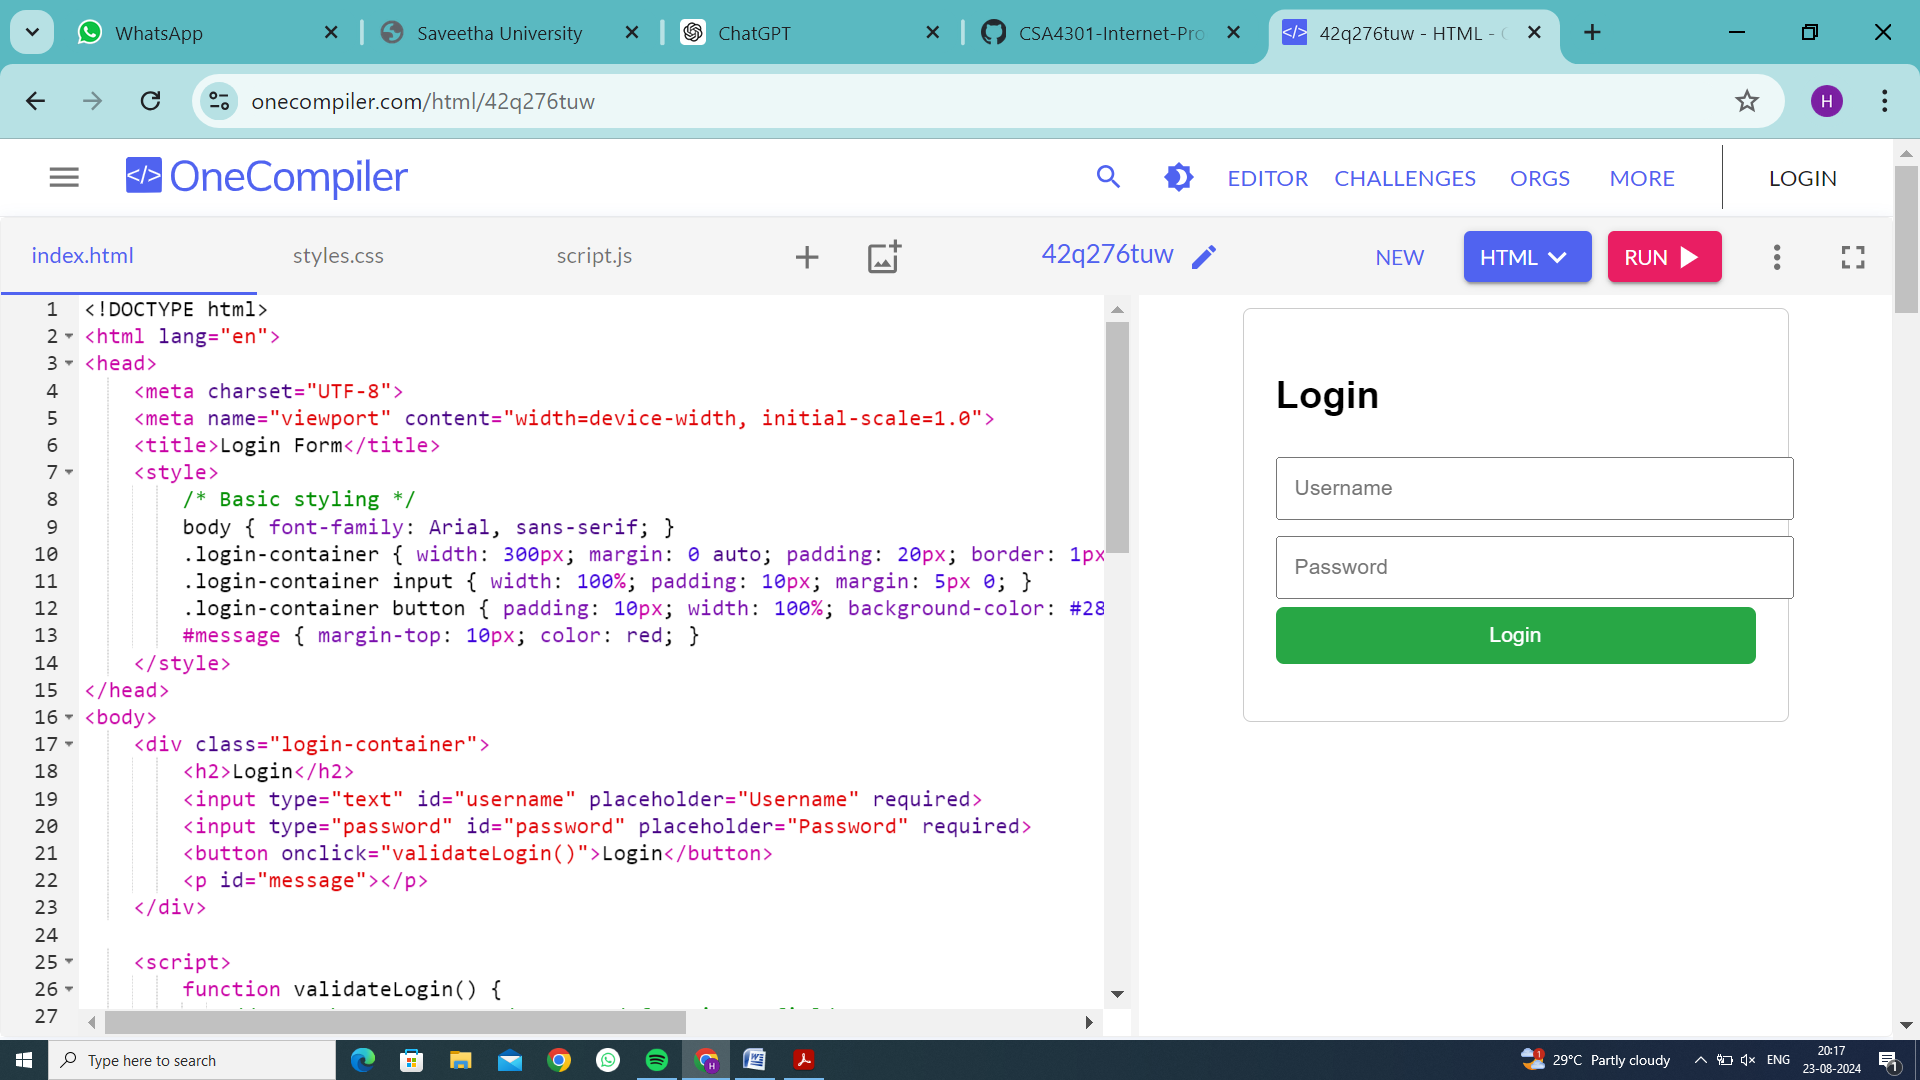 WhatsApp
Saveetha University
ChatGPT
CSA4301-Internet-Pro
42q276tuw - HTML -
onecompiler.com/html/42q276tuw
H
</> OneCompiler
EDITOR CHALLENGES ORGS MORE LOGIN
index.html styles.css script.js 42q276tuw NEW HTML RUN
1 <!DOCTYPE html>
2 <html lang="en">
3 <head>
4 <meta charset="UTF-8">
5 <meta name="viewport" content="width=device-width, initial-scale=1.0">
6 <title>Login Form</title>
7 <style>
8 /* Basic styling */
9 body { font-family: Arial, sans-serif; }
10 .login-container { width: 300px; margin: 0 auto; padding: 20px; border: 1px
11 .login-container input { width: 100%; padding: 10px; margin: 5px 0; }
12 .login-container button { padding: 10px; width: 100%; background-color: #28
13 #message { margin-top: 10px; color: red; }
14 </style>
15 </head>
16 <body>
17 <div class="login-container">
18 <h2>Login</h2>
19 <input type="text" id="username" placeholder="Username" required>
20 <input type="password" id="password" placeholder="Password" required>
21 <button onclick="validateLogin()">Login</button>
22 <p id="message"></p>
23 </div>
24
25 <script>
26 function validateLogin() {
27
Login
Username
Password
Login
Type here to search
H
1
29°C Partly cloudy
ENG
20:17
23-08-2024
1